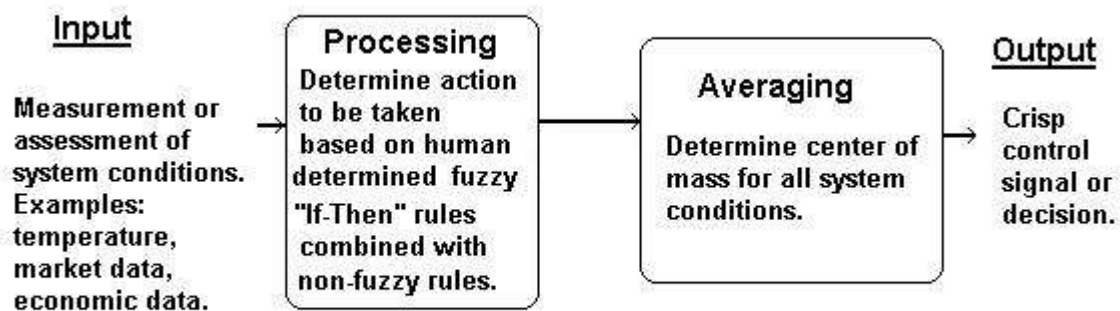 Input
Measurement or
assessment of
system conditions.
Examples:
temperature,
market data,
economic data.
Processing
Determine action
to be taken
based on human
determined fuzzy
"If-Then" rules
combined with
non-fuzzy rules.
Averaging
Determine center of
mass for all system
conditions.
Output
Crisp
control
signal or
decision.